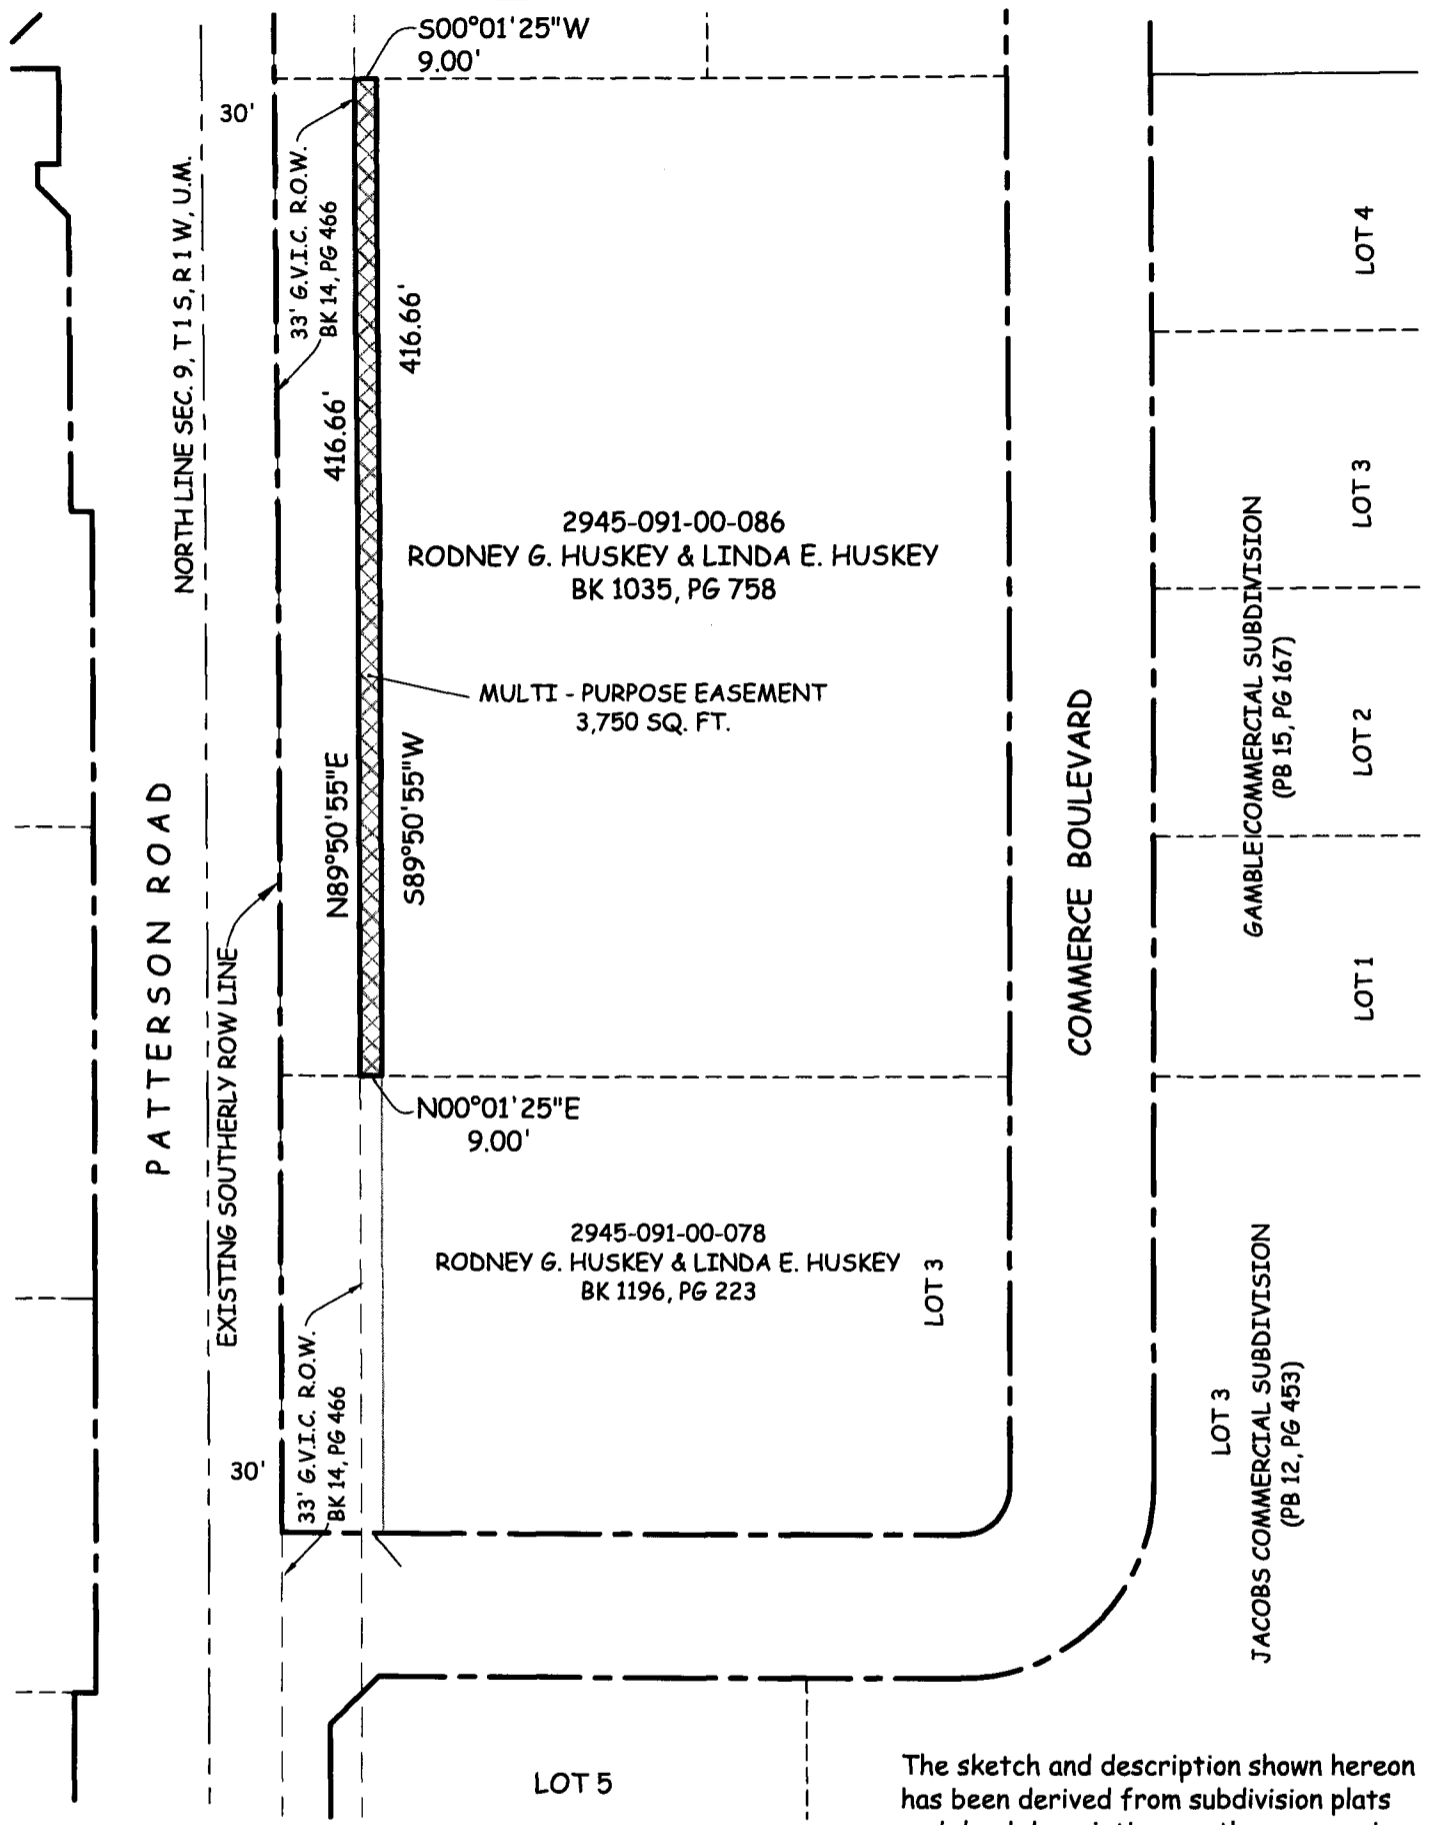 S00°01'25"W
9.00'
30'
NORTH LINE SEC. 9, T 1 S, R 1 W, U.M.
33' G.V.I.C. R.O.W.
BK 14, PG 466
416.66'
416.66'
2945-091-00-086
RODNEY G. HUSKEY & LINDA E. HUSKEY
BK 1035, PG 758
MULTI - PURPOSE EASEMENT
3,750 SQ. FT.
N89°50'55"E
S89°50'55"W
PATTERSON ROAD
EXISTING SOUTHERLY ROW LINE
COMMERCE BOULEVARD
LOT 4
LOT 3
GAMBLE COMMERCIAL SUBDIVISION
(PB 15, PG 167)
LOT 2
LOT 1
N00°01'25"E
9.00'
2945-091-00-078
RODNEY G. HUSKEY & LINDA E. HUSKEY
BK 1196, PG 223
LOT 3
33' G.V.I.C. R.O.W.
BK 14, PG 466
30'
LOT 3
JACOBS COMMERCIAL SUBDIVISION
(PB 12, PG 453)
LOT 5
The sketch and description shown hereon
has been derived from subdivision plats